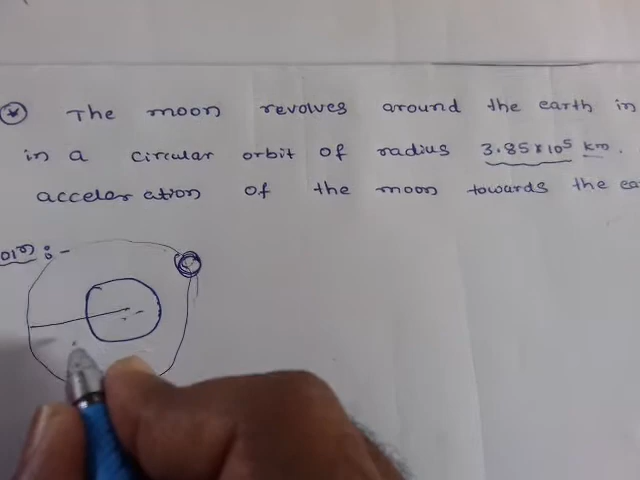 * The moon revolves around the earth in
in a circular orbit of radius 3.85×10⁵ km.
acceleration of the moon towards the ea